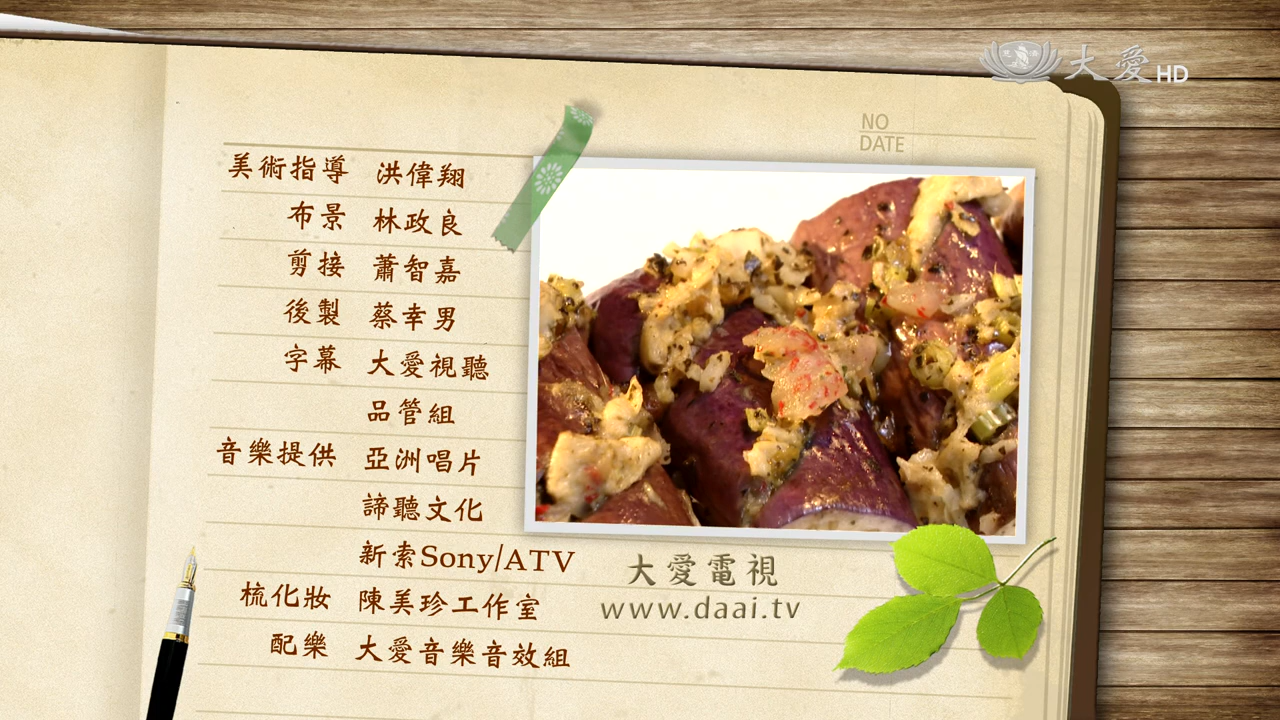 大愛HD
NO
DATE
美術指導 洪偉翔
布景 林政良
剪接 蕭智嘉
後製 蔡幸男
字幕 大愛視聽
品管組
音樂提供 亞洲唱片
諦聽文化
新索Sony/ATV
梳化妝 陳美珍工作室
配樂 大愛音樂音效組
大愛電視
www.daai.tv